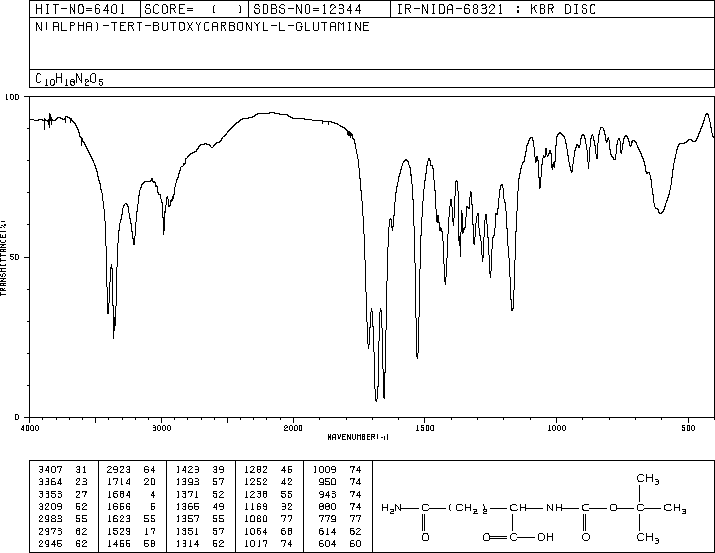 HIT-NO=6401 SCORE= ( ) SDBS-NO=12344 IR-NIDA-68321 : KBR DISC
N(ALPHA)-TERT-BUTOXYCARBONYL-L-GLUTAMINE
C10H18N2O5
100
50
0
TRANSMITTANCE(%)
4000 3000 2000 1500 1000 500
WAVENUMBER(-1)
3407 31 2923 64 1423 39 1282 46 1009 74
3364 23 1714 20 1393 57 1252 42 950 74
3353 27 1684 4 1371 52 1238 55 943 74
3209 52 1656 5 1366 49 1169 32 880 74
2983 55 1623 55 1357 55 1080 77 779 77
2973 62 1529 17 1351 57 1064 68 614 62
2946 62 1466 58 1314 52 1017 74 604 60
CH3
H2N C (CH2)2 CH NH C O C CH3
O O C OH O CH3